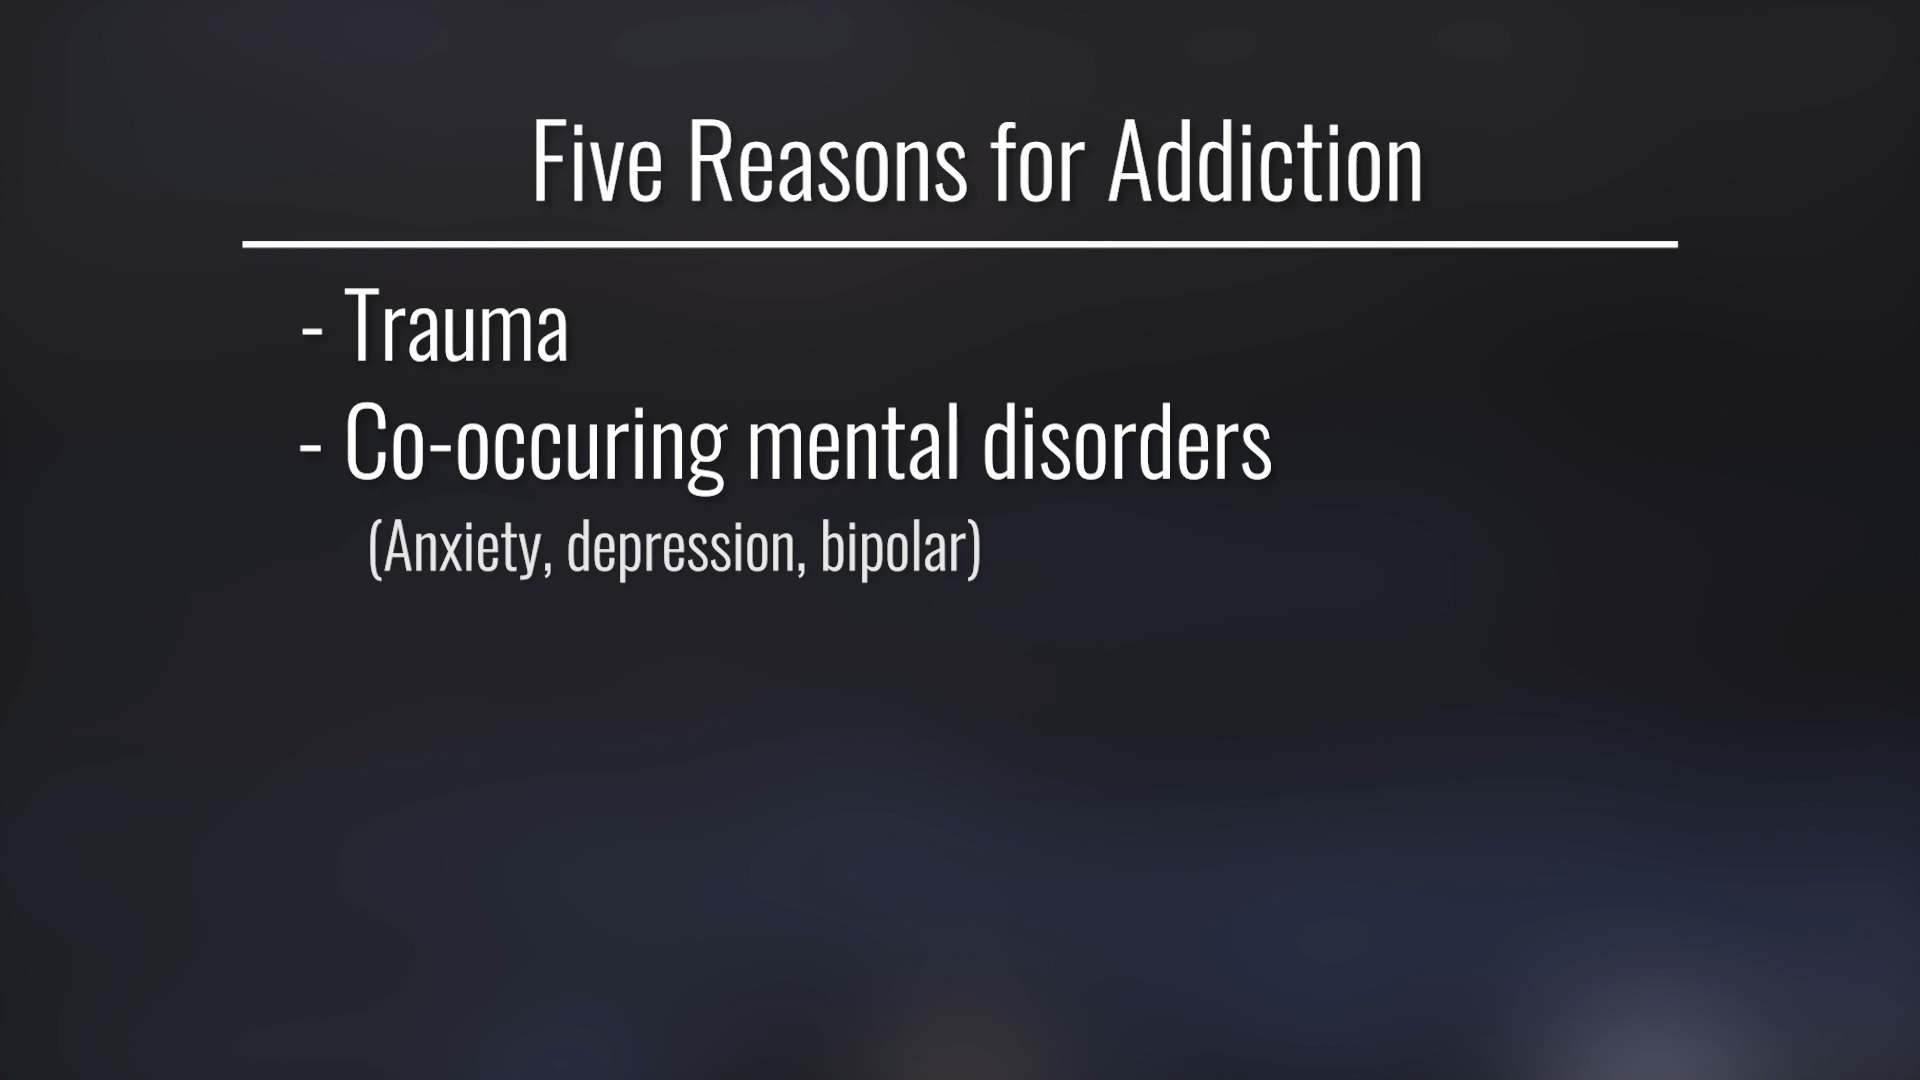 Five Reasons for Addiction
- Trauma
- Co-occuring mental disorders
(Anxiety, depression, bipolar)